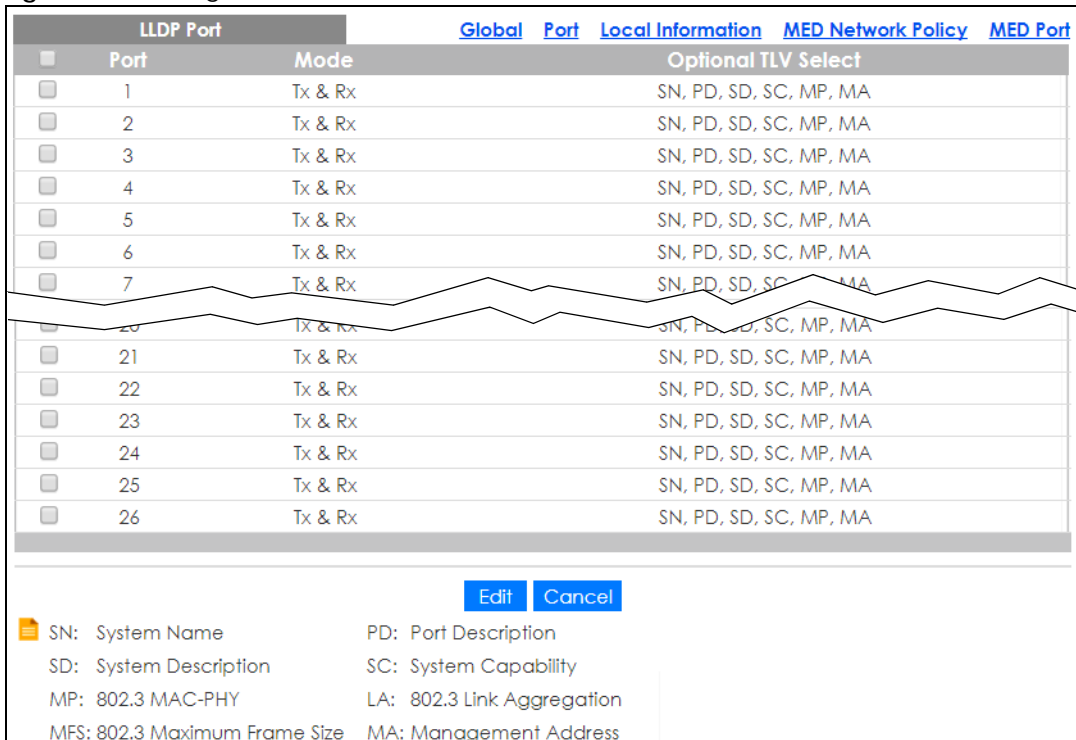 LLDP Port Global Port Local Information MED Network Policy MED Port
Port Mode Optional TLV Select
1 Tx & Rx SN, PD, SD, SC, MP, MA
2 Tx & Rx SN, PD, SD, SC, MP, MA
3 Tx & Rx SN, PD, SD, SC, MP, MA
4 Tx & Rx SN, PD, SD, SC, MP, MA
5 Tx & Rx SN, PD, SD, SC, MP, MA
6 Tx & Rx SN, PD, SD, SC, MP, MA
7 Tx & Rx SN, PD, SD, SC MA
20 Tx & Rx SN, PD, SD, SC, MP, MA
21 Tx & Rx SN, PD, SD, SC, MP, MA
22 Tx & Rx SN, PD, SD, SC, MP, MA
23 Tx & Rx SN, PD, SD, SC, MP, MA
24 Tx & Rx SN, PD, SD, SC, MP, MA
25 Tx & Rx SN, PD, SD, SC, MP, MA
26 Tx & Rx SN, PD, SD, SC, MP, MA
Edit Cancel
SN: System Name PD: Port Description
SD: System Description SC: System Capability
MP: 802.3 MAC-PHY LA: 802.3 Link Aggregation
MFS: 802.3 Maximum Frame Size MA: Management Address